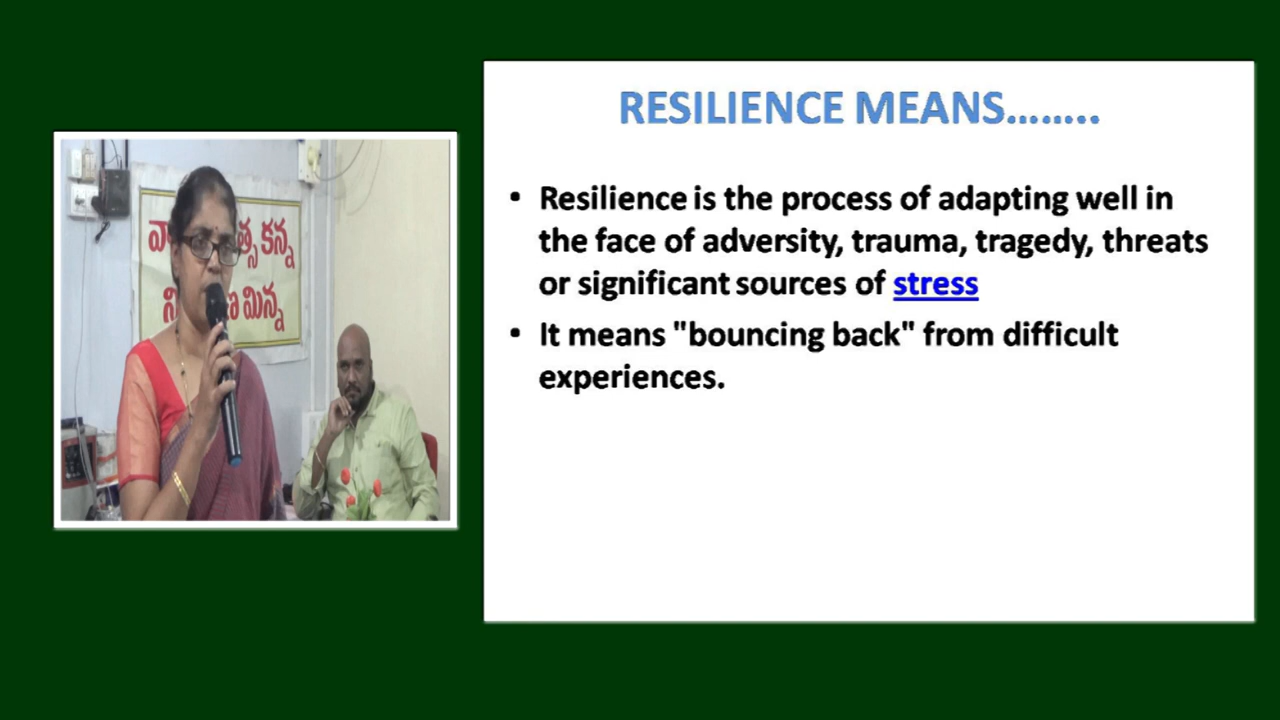 RESILIENCE MEANS........
• Resilience is the process of adapting well in
the face of adversity, trauma, tragedy, threats
or significant sources of stress
• It means "bouncing back" from difficult
experiences.
కన్న
మిన్న